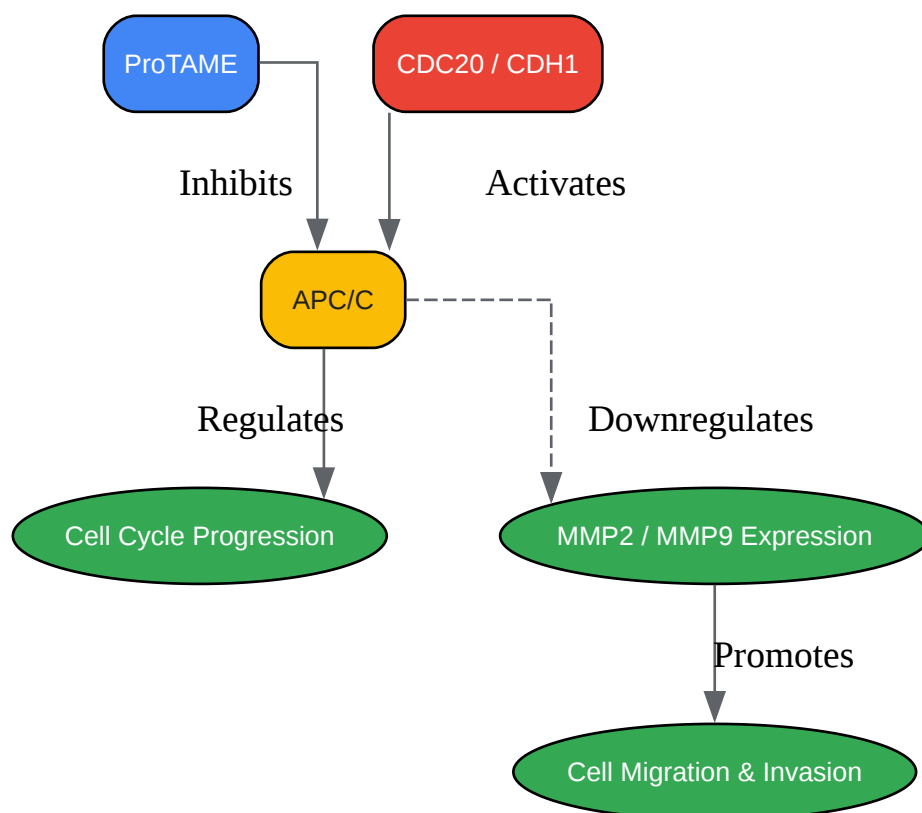 ProTAME
CDC20 / CDH1
Inhibits
Activates
APC/C
Regulates
Downregulates
Cell Cycle Progression
MMP2 / MMP9 Expression
Promotes
Cell Migration & Invasion